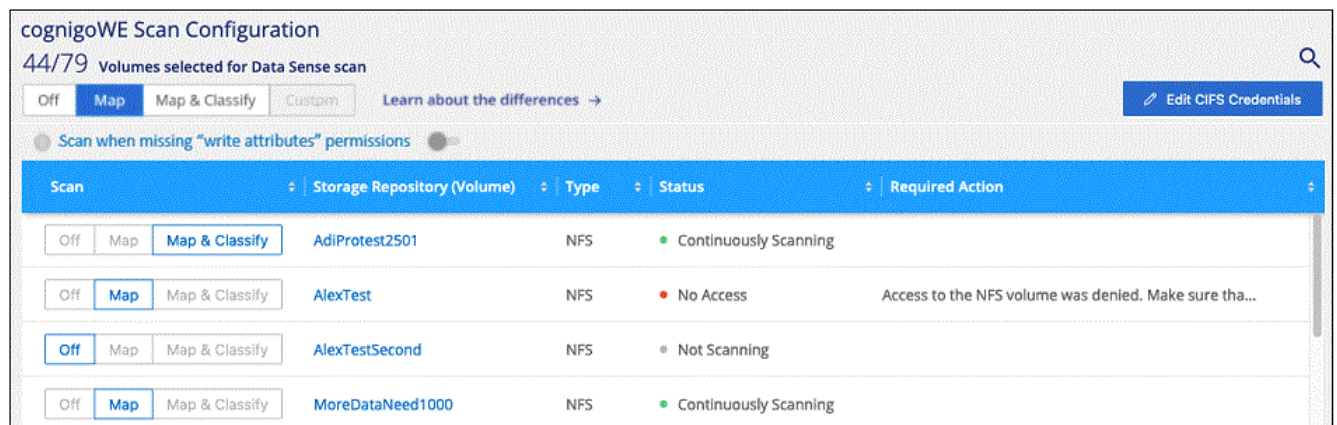 cognigoWE Scan Configuration
44/79 Volumes selected for Data Sense scan
Off Map Map & Classify Custom Learn about the differences → Edit CIFS Credentials
Scan when missing "write attributes" permissions
Scan Storage Repository (Volume) Type Status Required Action
Off Map Map & Classify AdiProtest2501 NFS Continuously Scanning
Off Map Map & Classify AlexTest NFS No Access Access to the NFS volume was denied. Make sure tha...
Off Map Map & Classify AlexTestSecond NFS Not Scanning
Off Map Map & Classify MoreDataNeed1000 NFS Continuously Scanning